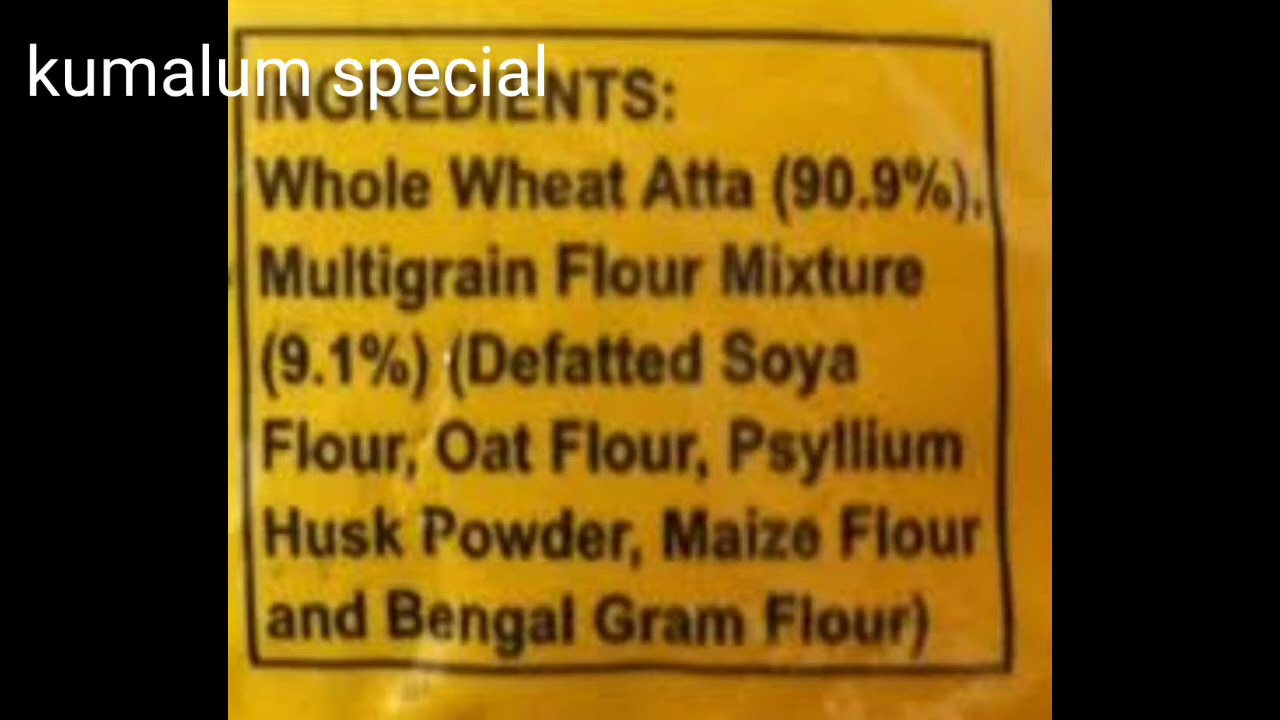 kumalum special
INGREDIENTS:
Whole Wheat Atta (90.9%),
Multigrain Flour Mixture
(9.1%) (Defatted Soya
Flour, Oat Flour, Psyllium
Husk Powder, Maize Flour
and Bengal Gram Flour)